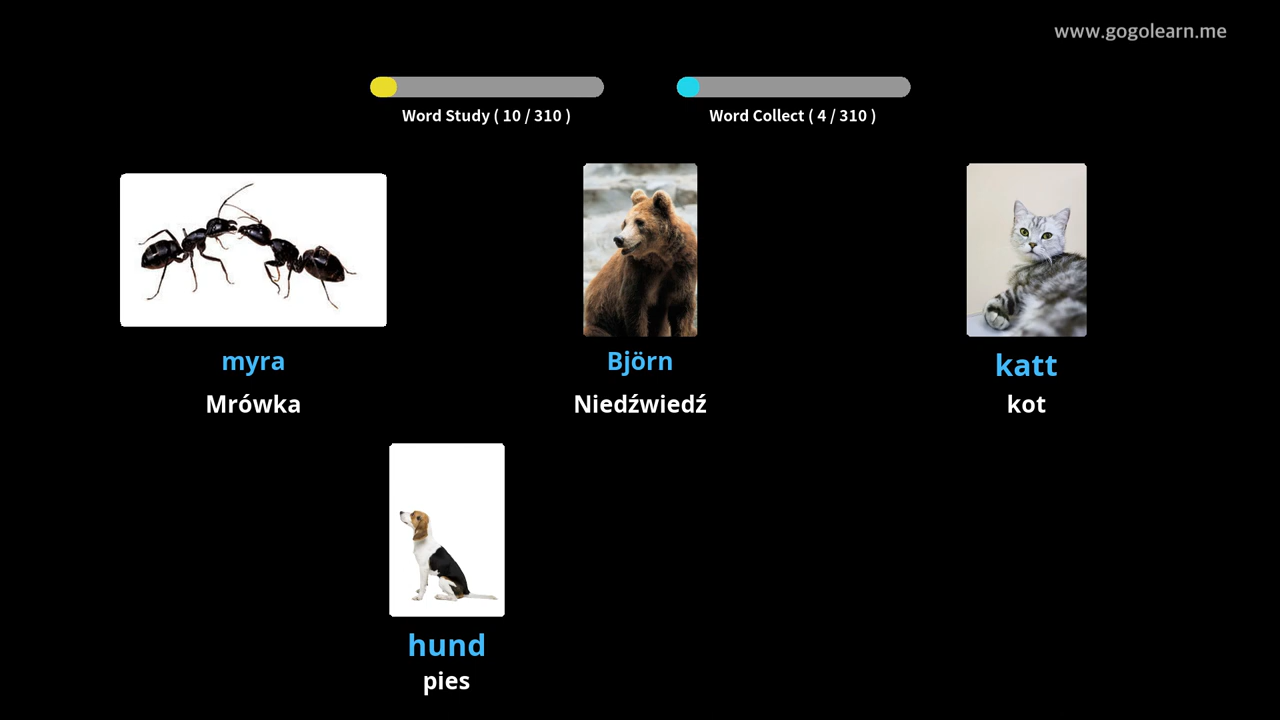 www.gogolearn.me
Word Study ( 10 / 310 )
Word Collect ( 4 / 310 )
myra
Mrówka
Björn
Niedźwiedź
katt
kot
hund
pies